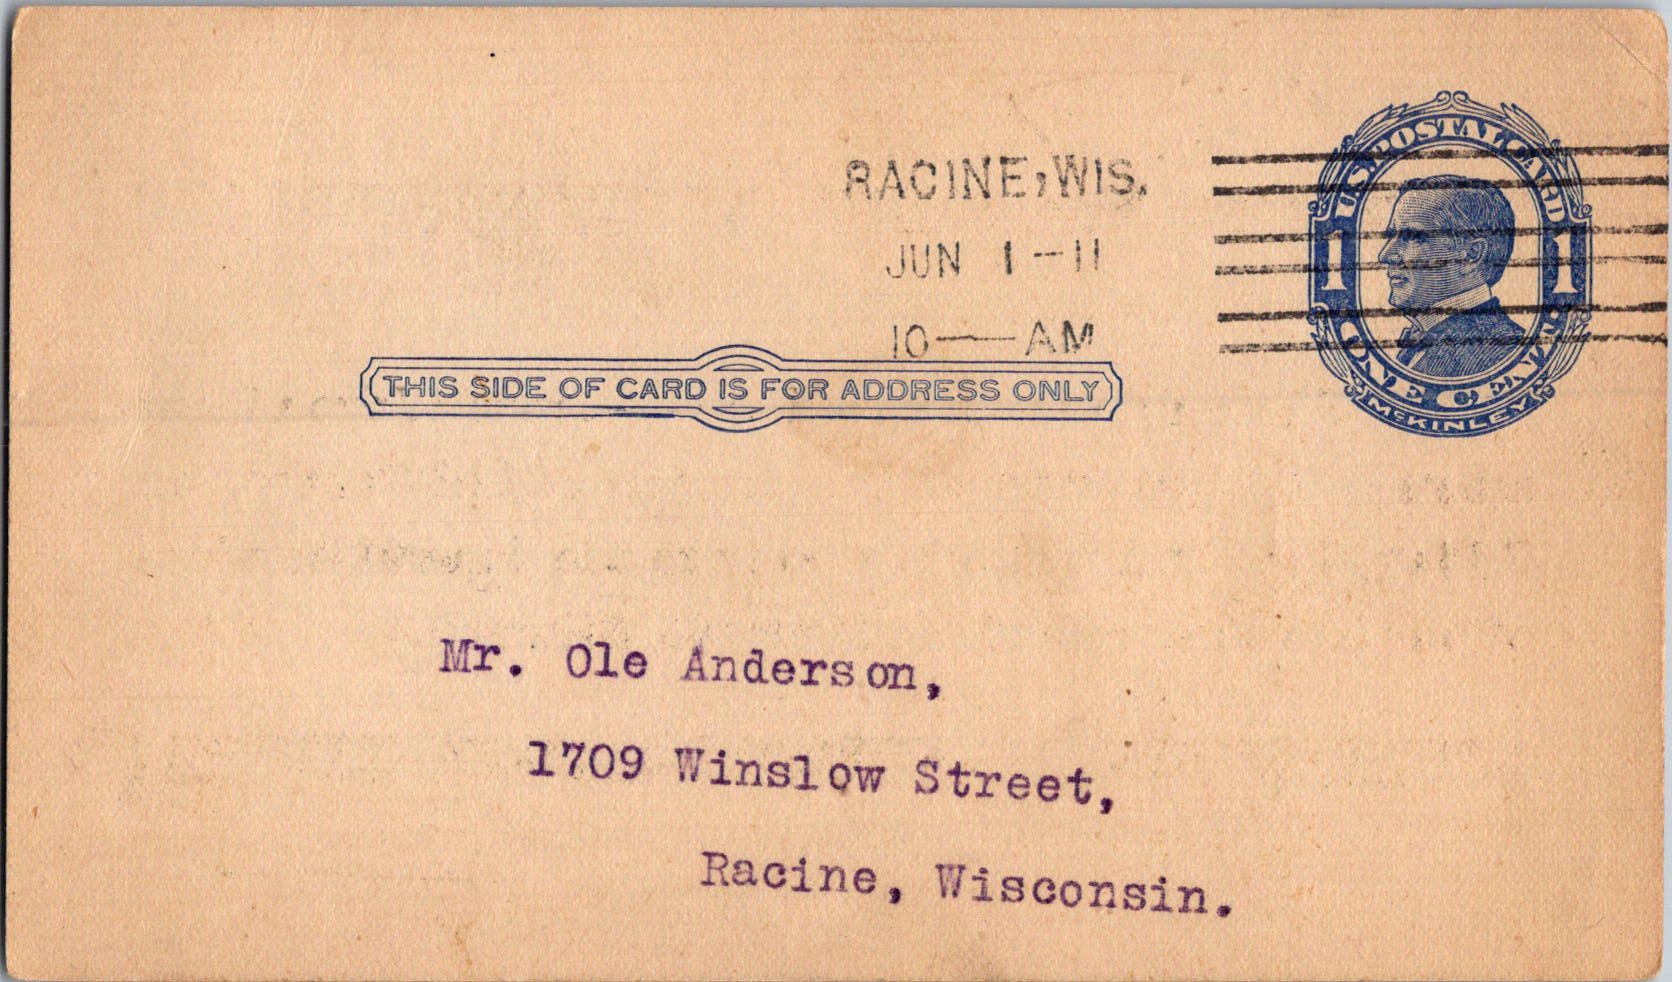 RACINE, WIS.
JUN 1-11
10—AM
U.S. POSTAL CARD
1 1
ONE CENT
McKINLEY
THIS SIDE OF CARD IS FOR ADDRESS ONLY
Mr. Ole Anderson,
1709 Winslow Street,
Racine, Wisconsin.